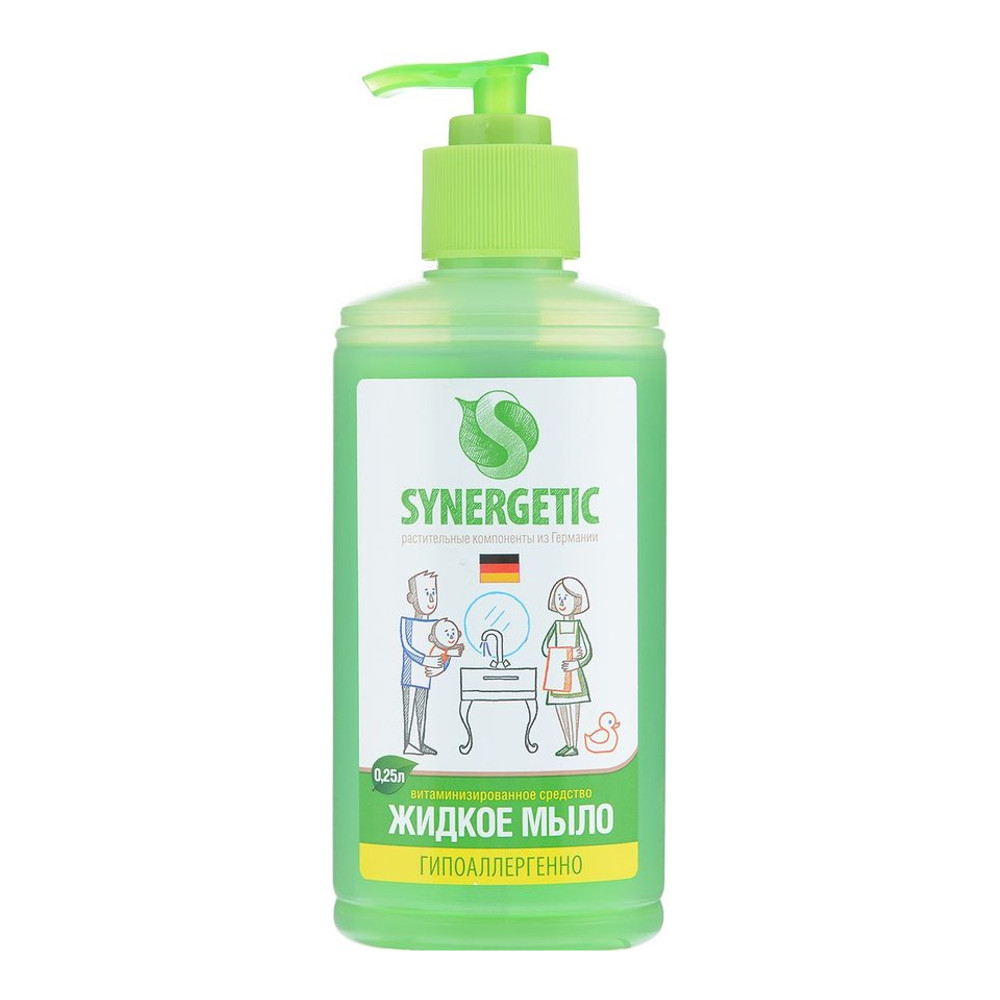 SYNERGETIC
растительные компоненты из Германии
0,25л
витаминизированное средство
ЖИДКОЕ МЫЛО
ГИПОАЛЛЕРГЕННО